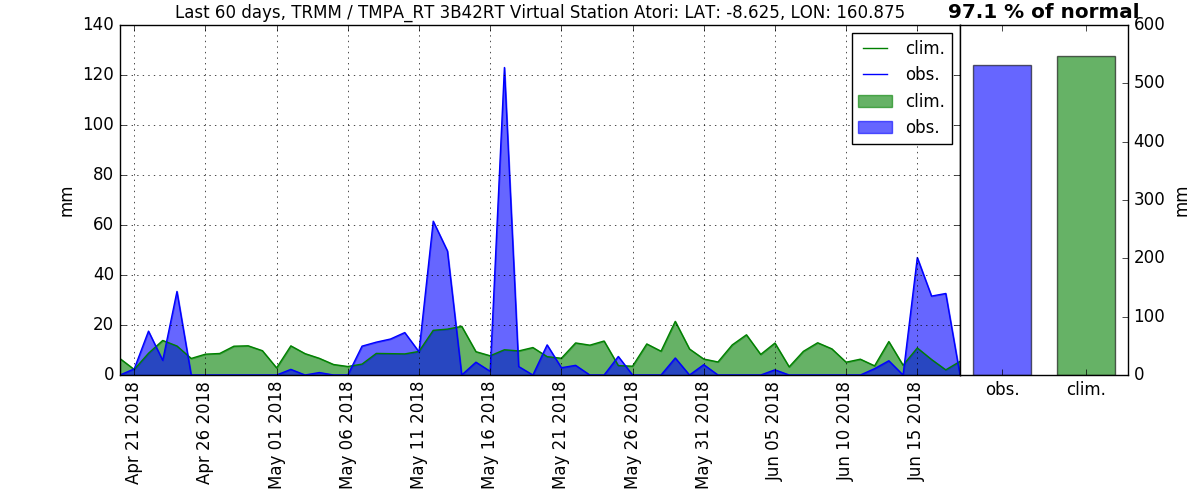 Last 60 days, TRMM / TMPA_RT 3B42RT Virtual Station Atori: LAT: -8.625, LON: 160.875
97.1 % of normal
140
120
100
80
60
40
20
0
mm
clim.
obs.
clim.
obs.
600
500
400
300
200
100
0
mm
Apr 21 2018
Apr 26 2018
May 01 2018
May 06 2018
May 11 2018
May 16 2018
May 21 2018
May 26 2018
May 31 2018
Jun 05 2018
Jun 10 2018
Jun 15 2018
obs.
clim.